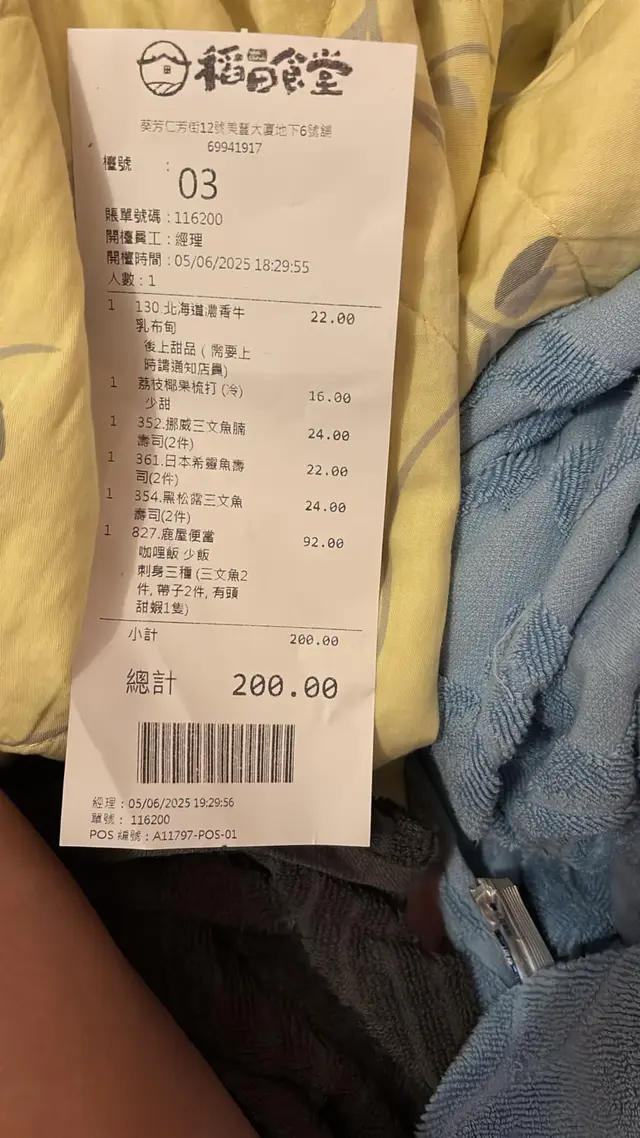 稻日食堂
葵芳仁芳街12號美豐大廈地下6號舖
69941917
檯號 :
03
賬單號碼：116200
開檯員工：經理
開檯時間：05/06/2025 18:29:55
人數：1
1 130.北海道濃香牛 22.00
乳布甸
後上甜品 ( 需要上
時請通知店員)
1 荔枝椰果梳打 (冷) 16.00
少甜
1 352.挪威三文魚腩 24.00
壽司(2件)
1 361.日本希靈魚壽 22.00
司(2件)
1 354.黑松露三文魚 24.00
壽司(2件)
1 827.鹿屋便當 92.00
咖哩飯 少飯
刺身三種 (三文魚2
件, 帶子2件, 有頭
甜蝦1隻)
小計 200.00
總計 200.00
經理：05/06/2025 19:29:56
單號： 116200
POS 編號：A11797-POS-01